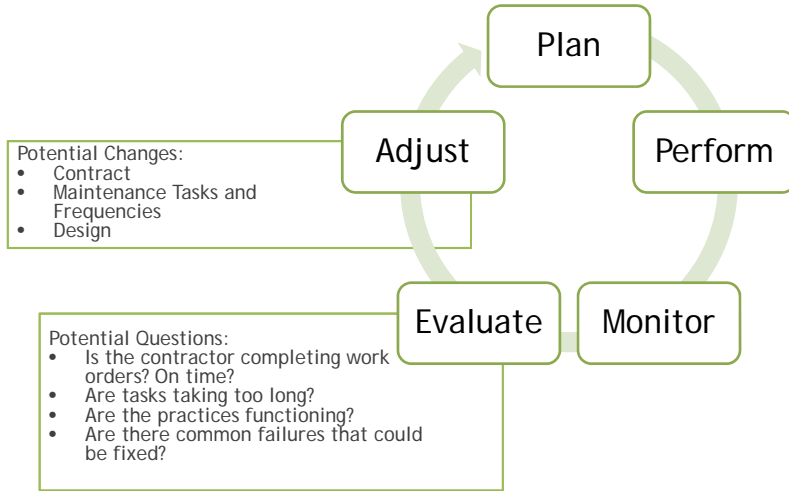 Plan
Adjust
Perform
Potential Changes:
• Contract
• Maintenance Tasks and
Frequencies
• Design
Evaluate
Monitor
Potential Questions:
• Is the contractor completing work
orders? On time?
• Are tasks taking too long?
• Are the practices functioning?
• Are there common failures that could
be fixed?